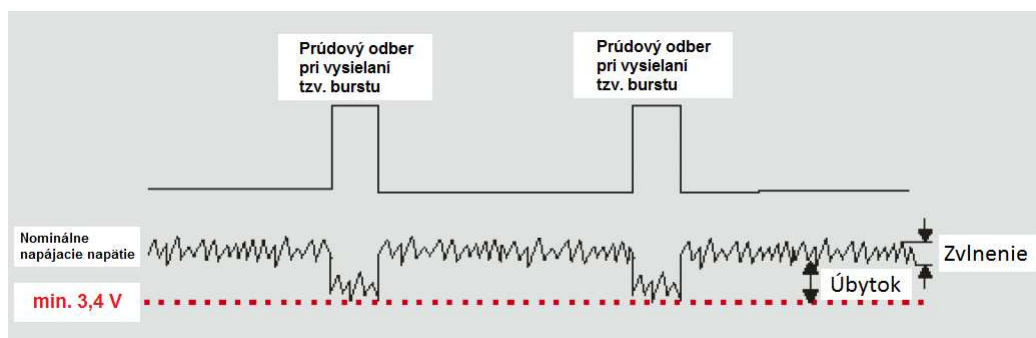 Prúdový odber
pri vysielaní
tzv. burstu
Prúdový odber
pri vysielaní
tzv. burstu
Nominálne
napájacie napätie
Zvlnenie
Úbytok
min. 3,4 V